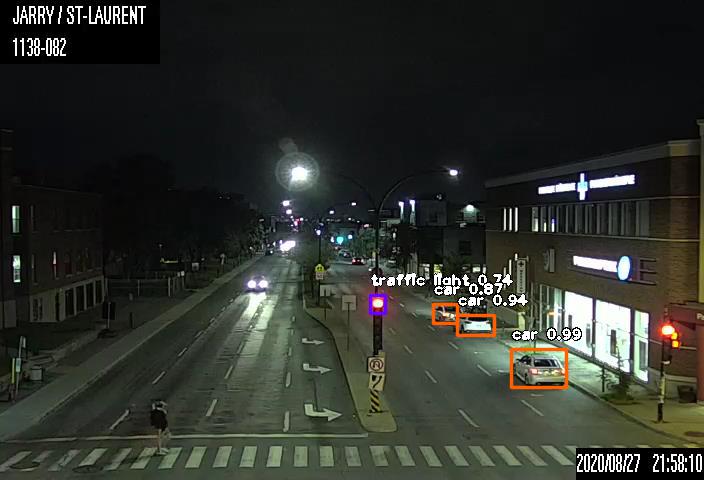 JARRY / ST-LAURENT
1138-082
traffic light 0.74
car 0.87
car 0.94
car 0.99
2020/08/27 21:58:10